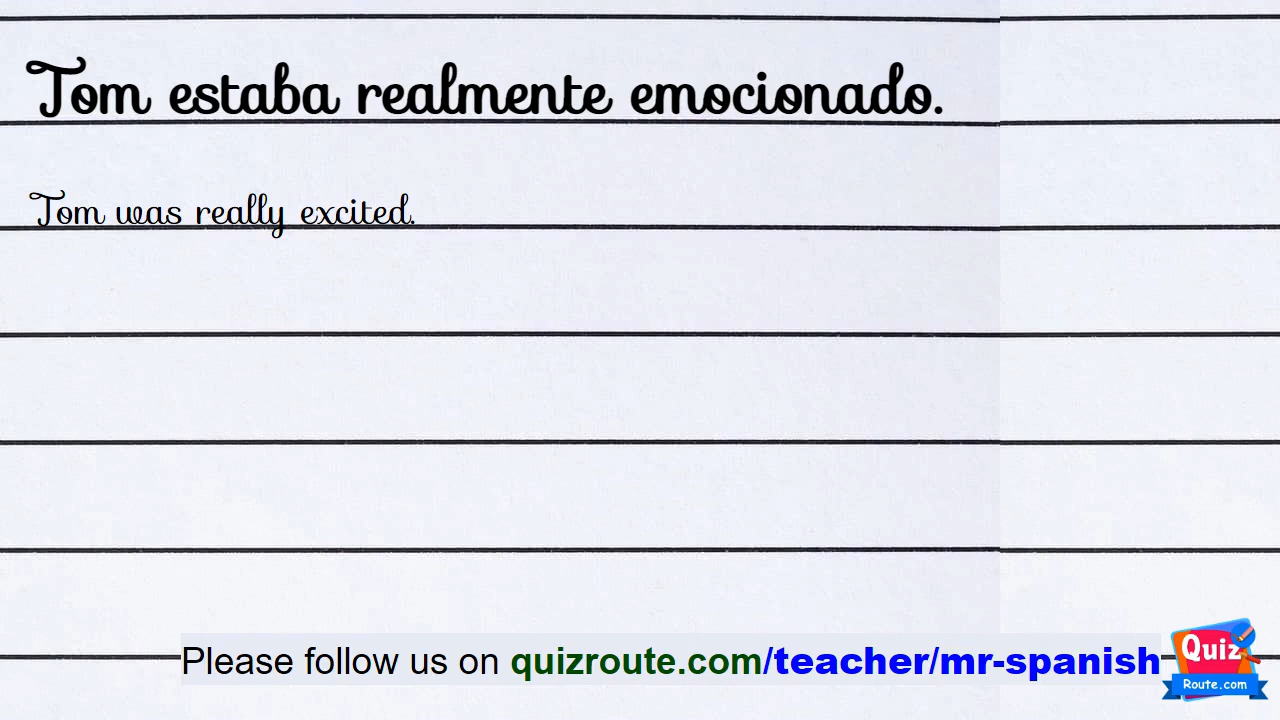 Tom estaba realmente emocionado.
Tom was really excited.
Please follow us on quizroute.com/teacher/mr-spanish
Quiz
Route.com